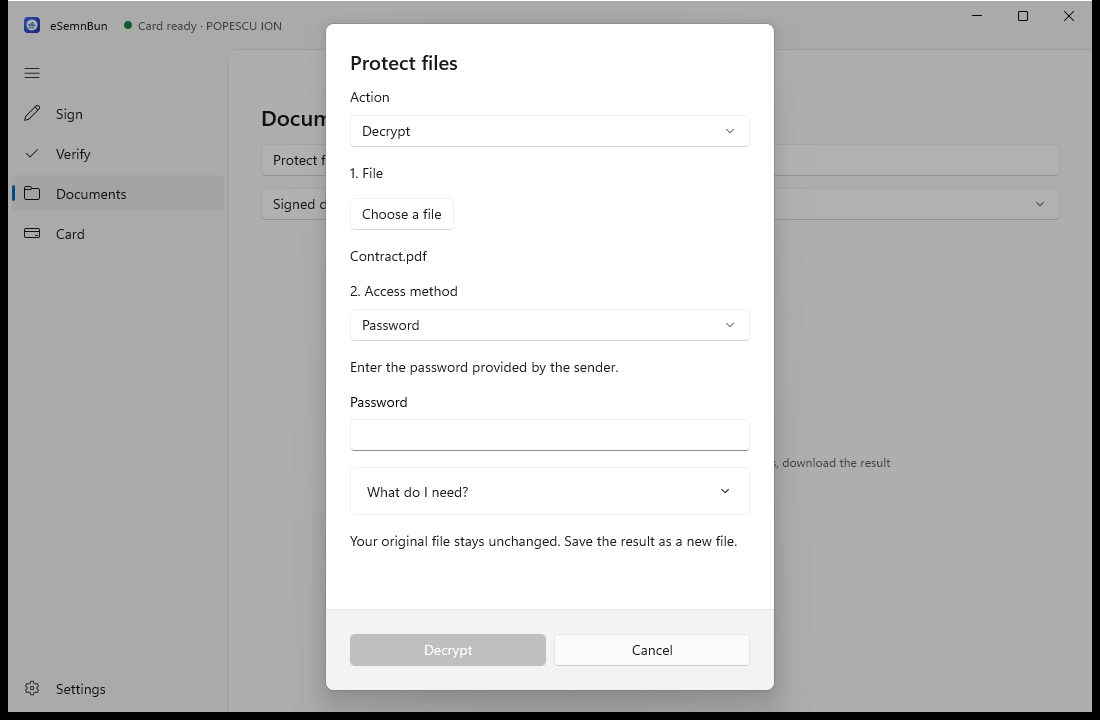 eSemnBun
Card ready · POPESCU ION
Sign
Verify
Documents
Card
Settings
Docum
Protect f
Signed d
s, download the result
Protect files
Action
Decrypt
1. File
Choose a file
Contract.pdf
2. Access method
Password
Enter the password provided by the sender.
Password
What do I need?
Your original file stays unchanged. Save the result as a new file.
Decrypt
Cancel